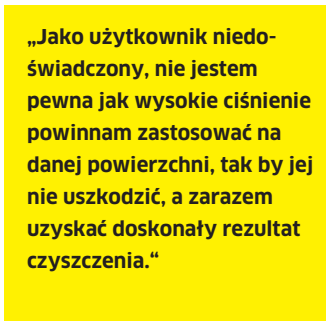 „Jako użytkownik niedo-
świadczony, nie jestem
pewna jak wysokie ciśnienie
powinnam zastosować na
danej powierzchni, tak by jej
nie uszkodzić, a zarazem
uzyskać doskonały rezultat
czyszczenia.“